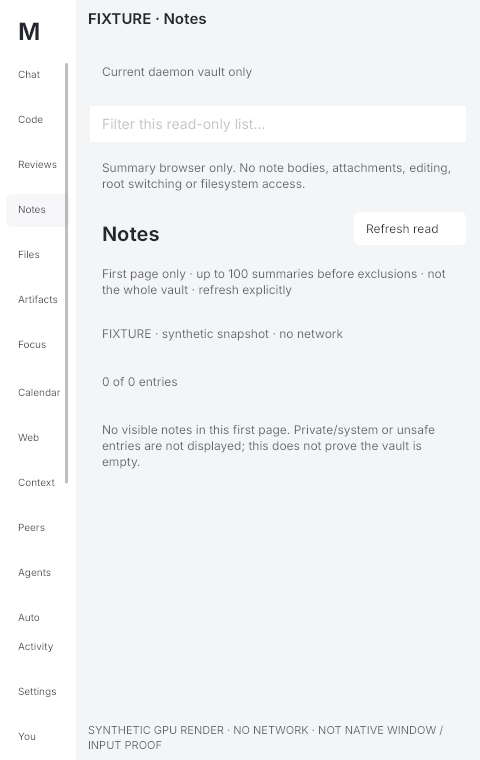 M
Chat
Code
Reviews
Notes
Files
Artifacts
Focus
Calendar
Web
Context
Peers
Agents
Auto
Activity
Settings
You
FIXTURE · Notes
Current daemon vault only
Filter this read-only list...
Summary browser only. No note bodies, attachments, editing,
root switching or filesystem access.
Notes
Refresh read
First page only · up to 100 summaries before exclusions · not
the whole vault · refresh explicitly
FIXTURE · synthetic snapshot · no network
0 of 0 entries
No visible notes in this first page. Private/system or unsafe
entries are not displayed; this does not prove the vault is
empty.
SYNTHETIC GPU RENDER · NO NETWORK · NOT NATIVE WINDOW /
INPUT PROOF